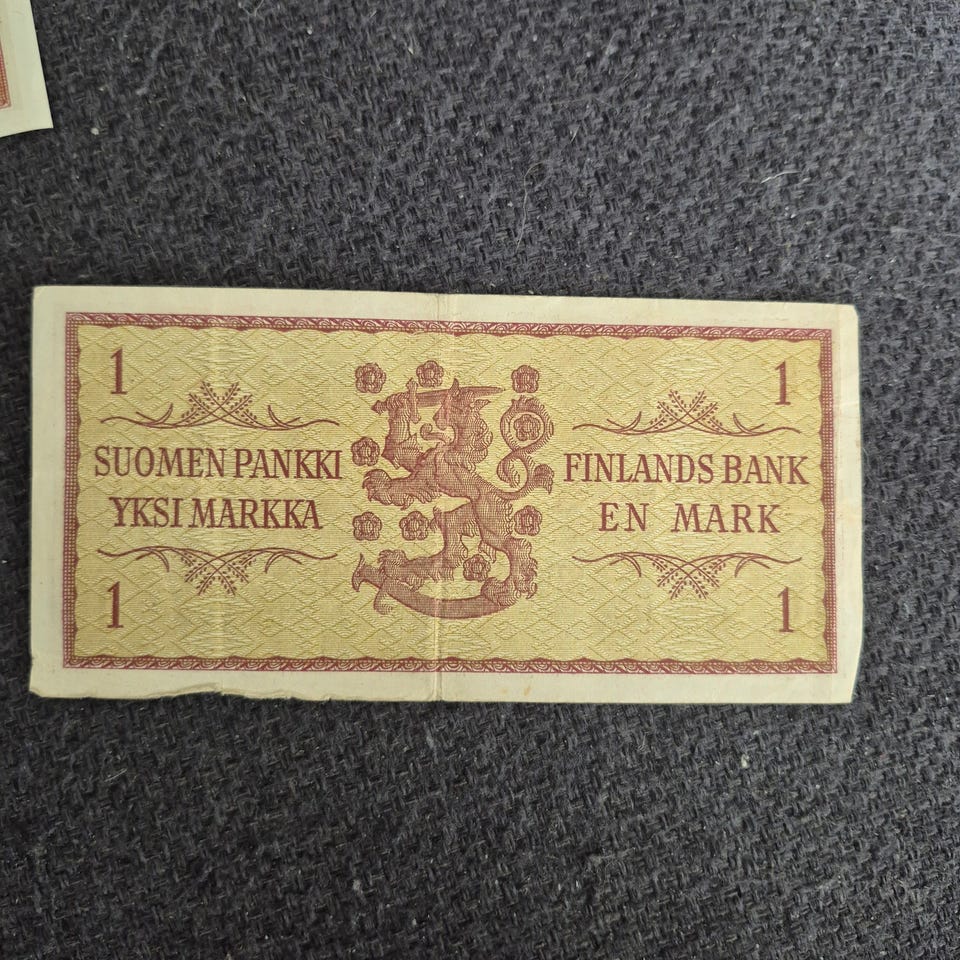 1 1
SUOMEN PANKKI FINLANDS BANK
YKSI MARKKA EN MARK
1 1